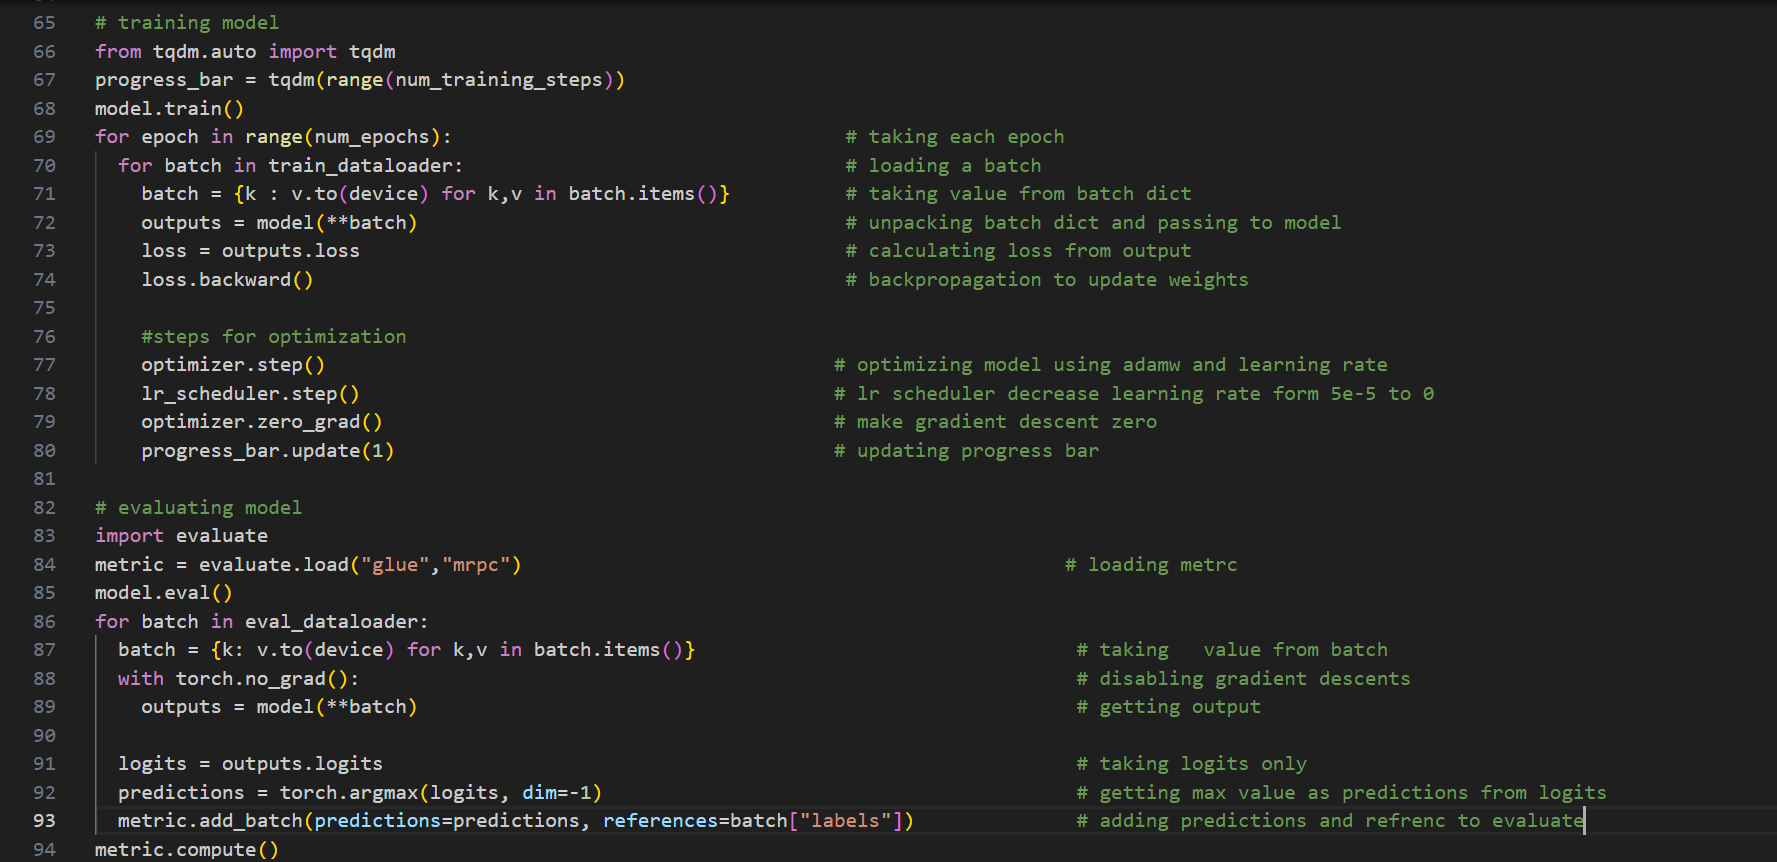 65 # training model
66 from tqdm.auto import tqdm
67 progress_bar = tqdm(range(num_training_steps))
68 model.train()
69 for epoch in range(num_epochs): # taking each epoch
70 for batch in train_dataloader: # loading a batch
71 batch = {k : v.to(device) for k,v in batch.items()} # taking value from batch dict
72 outputs = model(**batch) # unpacking batch dict and passing to model
73 loss = outputs.loss # calculating loss from output
74 loss.backward() # backpropagation to update weights
75
76 #steps for optimization
77 optimizer.step() # optimizing model using adamw and learning rate
78 lr_scheduler.step() # lr scheduler decrease learning rate form 5e-5 to 0
79 optimizer.zero_grad() # make gradient descent zero
80 progress_bar.update(1) # updating progress bar
81
82 # evaluating model
83 import evaluate
84 metric = evaluate.load("glue","mrpc") # loading metrc
85 model.eval()
86 for batch in eval_dataloader:
87 batch = {k: v.to(device) for k,v in batch.items()} # taking value from batch
88 with torch.no_grad(): # disabling gradient descents
89 outputs = model(**batch) # getting output
90
91 logits = outputs.logits # taking logits only
92 predictions = torch.argmax(logits, dim=-1) # getting max value as predictions from logits
93 metric.add_batch(predictions=predictions, references=batch["labels"]) # adding predictions and refrenc to evaluate
94 metric.compute()